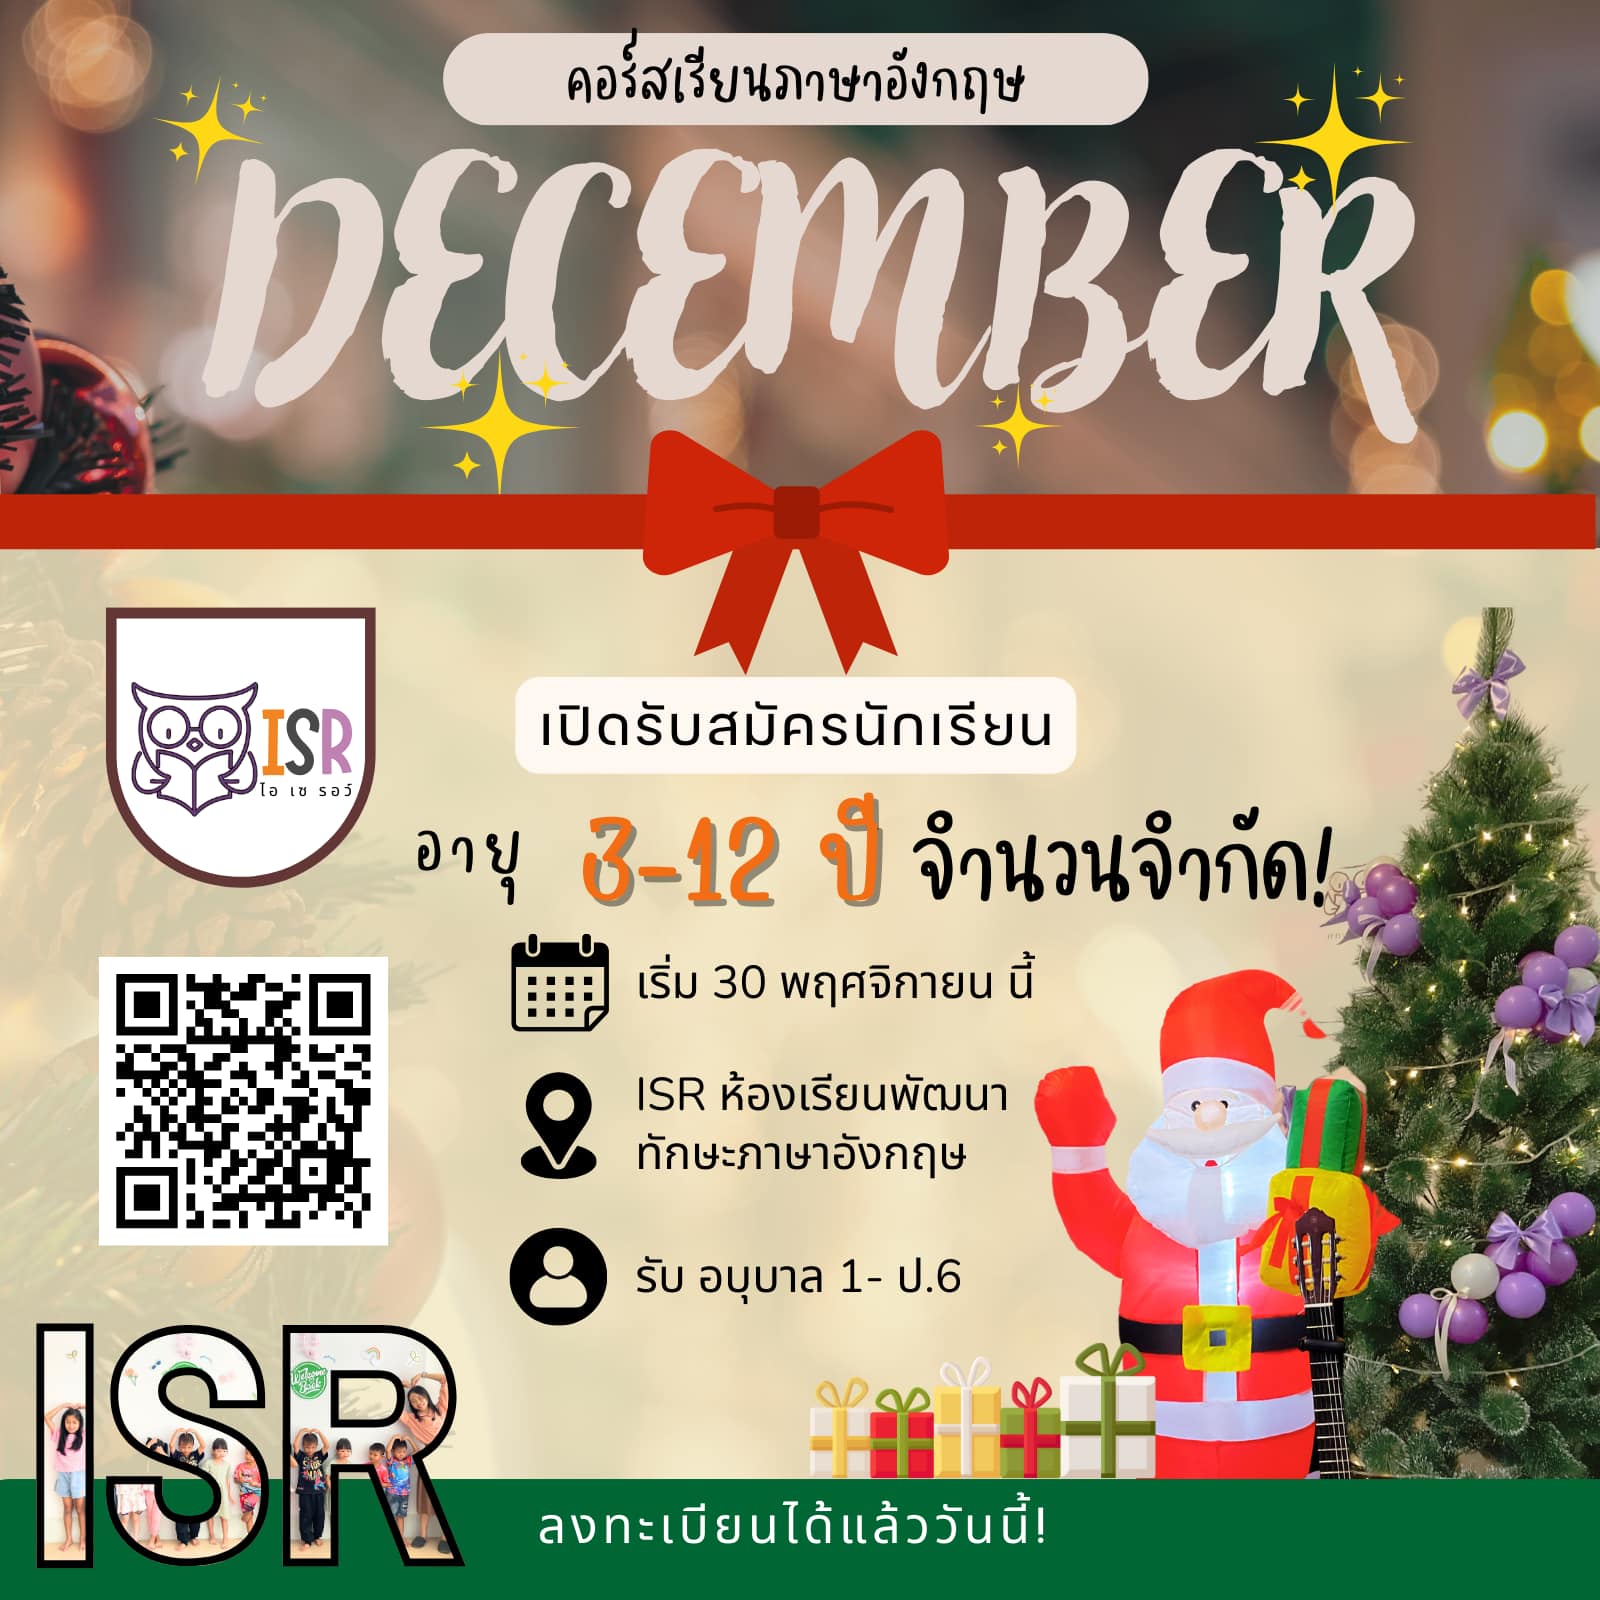 คอร์สเรียนภาษาอังกฤษ
DECEMBER
ISR
ไอ เซ รอว์
เปิดรับสมัครนักเรียน
อายุ 3-12 ปี จำนวนจำกัด!
เริ่ม 30 พฤศจิกายน นี้
ISR ห้องเรียนพัฒนา
ทักษะภาษาอังกฤษ
รับ อนุบาล 1- ป.6
Welcome
Back
ISR
ลงทะเบียนได้แล้ววันนี้!